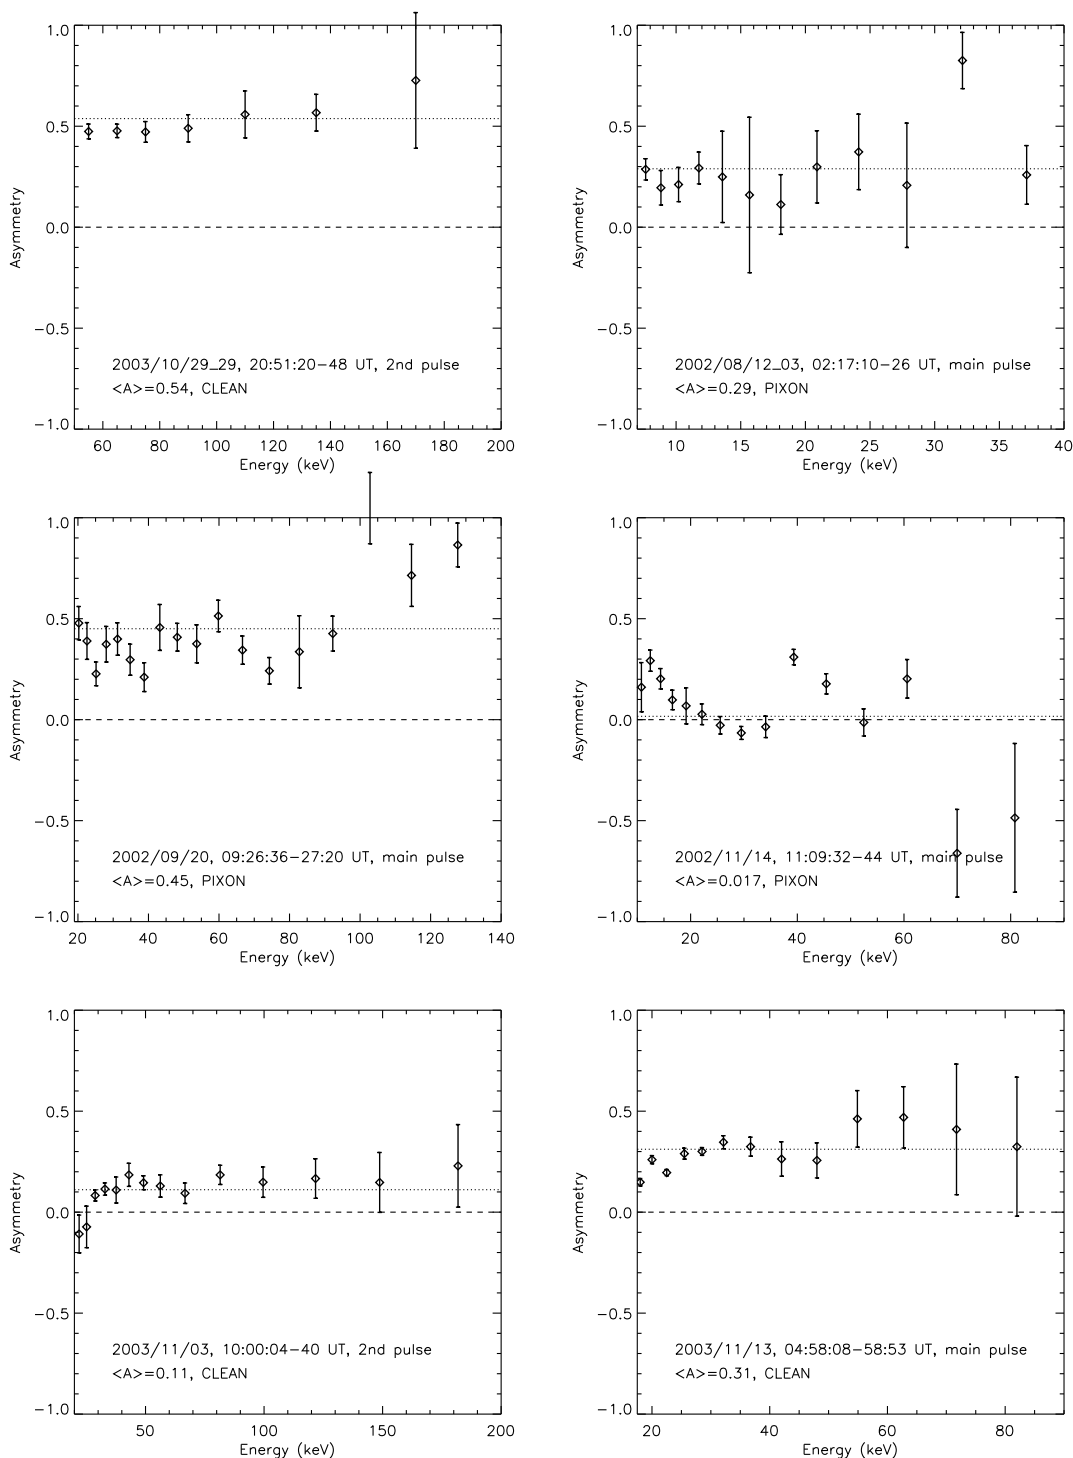 1.0
0.5
0.0
−0.5
−1.0
Asymmetry
2003/10/29_29, 20:51:20−48 UT, 2nd pulse
<A>=0.54, CLEAN
60 80 100 120 140 160 180 200
Energy (keV)
1.0
0.5
0.0
−0.5
−1.0
Asymmetry
2002/08/12_03, 02:17:10−26 UT, main pulse
<A>=0.29, PIXON
10 15 20 25 30 35 40
Energy (keV)
1.0
0.5
0.0
−0.5
−1.0
Asymmetry
2002/09/20, 09:26:36−27:20 UT, main pulse
<A>=0.45, PIXON
20 40 60 80 100 120 140
Energy (keV)
1.0
0.5
0.0
−0.5
−1.0
Asymmetry
2002/11/14, 11:09:32−44 UT, main pulse
<A>=0.017, PIXON
20 40 60 80
Energy (keV)
1.0
0.5
0.0
−0.5
−1.0
Asymmetry
2003/11/03, 10:00:04−40 UT, 2nd pulse
<A>=0.11, CLEAN
50 100 150 200
Energy (keV)
1.0
0.5
0.0
−0.5
−1.0
Asymmetry
2003/11/13, 04:58:08−58:53 UT, main pulse
<A>=0.31, CLEAN
20 40 60 80
Energy (keV)